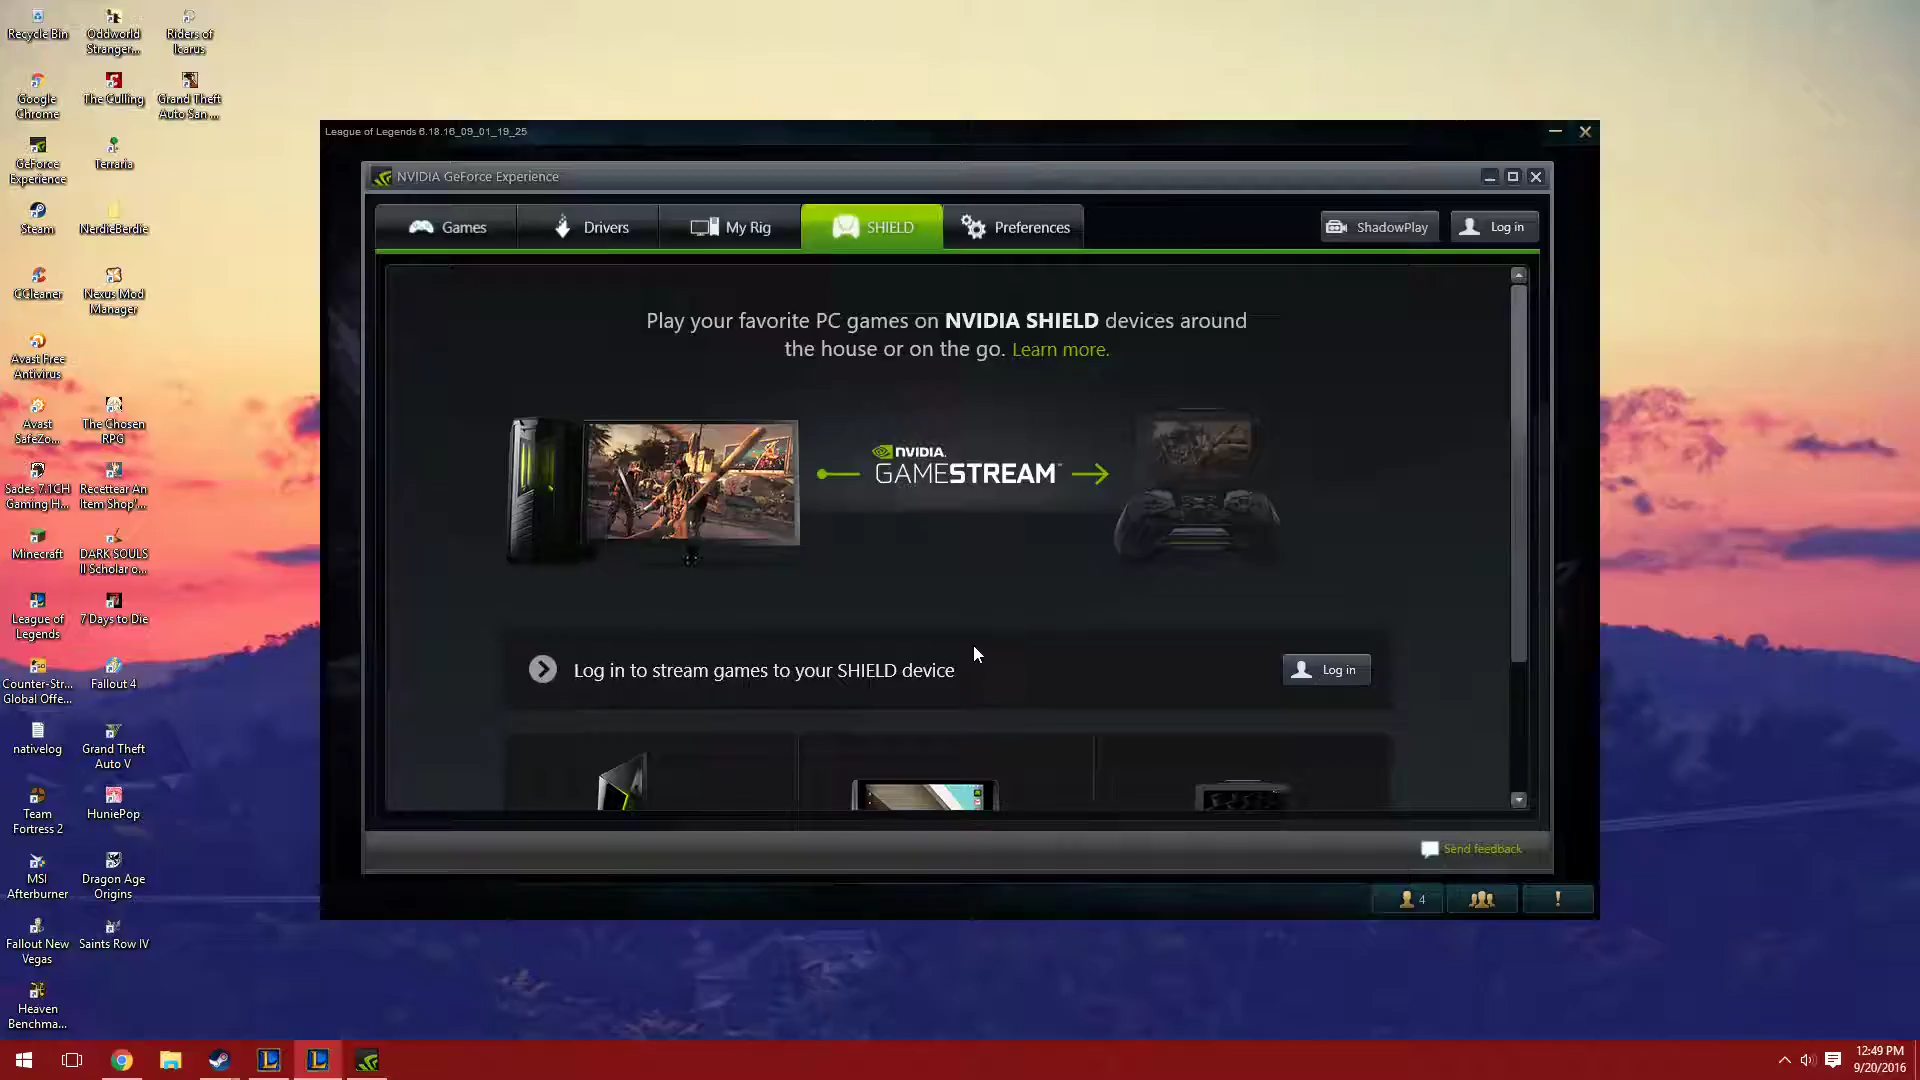 Recycle Bin
Oddworld
Stranger...
Riders of
Icarus
Google
Chrome
The Culling
Grand Theft
Auto San ...
GeForce
Experience
Terraria
Steam
NerdieBerdie
CCleaner
Nexus Mod
Manager
Avast Free
Antivirus
Avast
SafeZo...
The Chosen
RPG
Sades 7.1CH
Gaming H...
Recettear An
Item Shop'...
Minecraft
DARK SOULS
II Scholar o...
League of
Legends
7 Days to Die
Counter-Str...
Global Offe...
Fallout 4
nativelog
Grand Theft
Auto V
Team
Fortress 2
HuniePop
MSI
Afterburner
Dragon Age
Origins
Fallout New
Vegas
Saints Row IV
Heaven
Benchma...
League of Legends 6.18.16_09_01_19_25
NVIDIA GeForce Experience
Games
Drivers
My Rig
SHIELD
Preferences
ShadowPlay
Log in
Play your favorite PC games on NVIDIA SHIELD devices around
the house or on the go. Learn more.
NVIDIA.
GAMESTREAM™
Log in to stream games to your SHIELD device
Log in
Send feedback
4
!
12:49 PM
9/20/2016